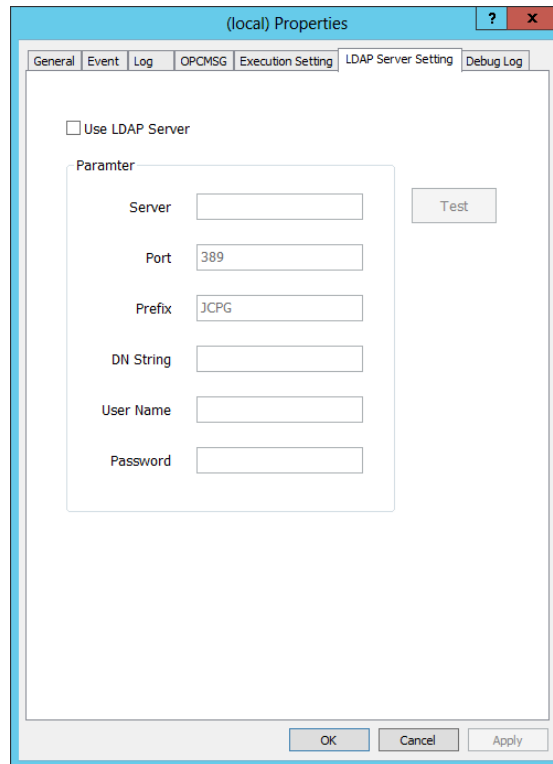 (local) Properties
? x
General Event Log OPCMSG Execution Setting LDAP Server Setting Debug Log
Use LDAP Server
Paramter
Server
Test
Port 389
Prefix JCPG
DN String
User Name
Password
OK Cancel Apply